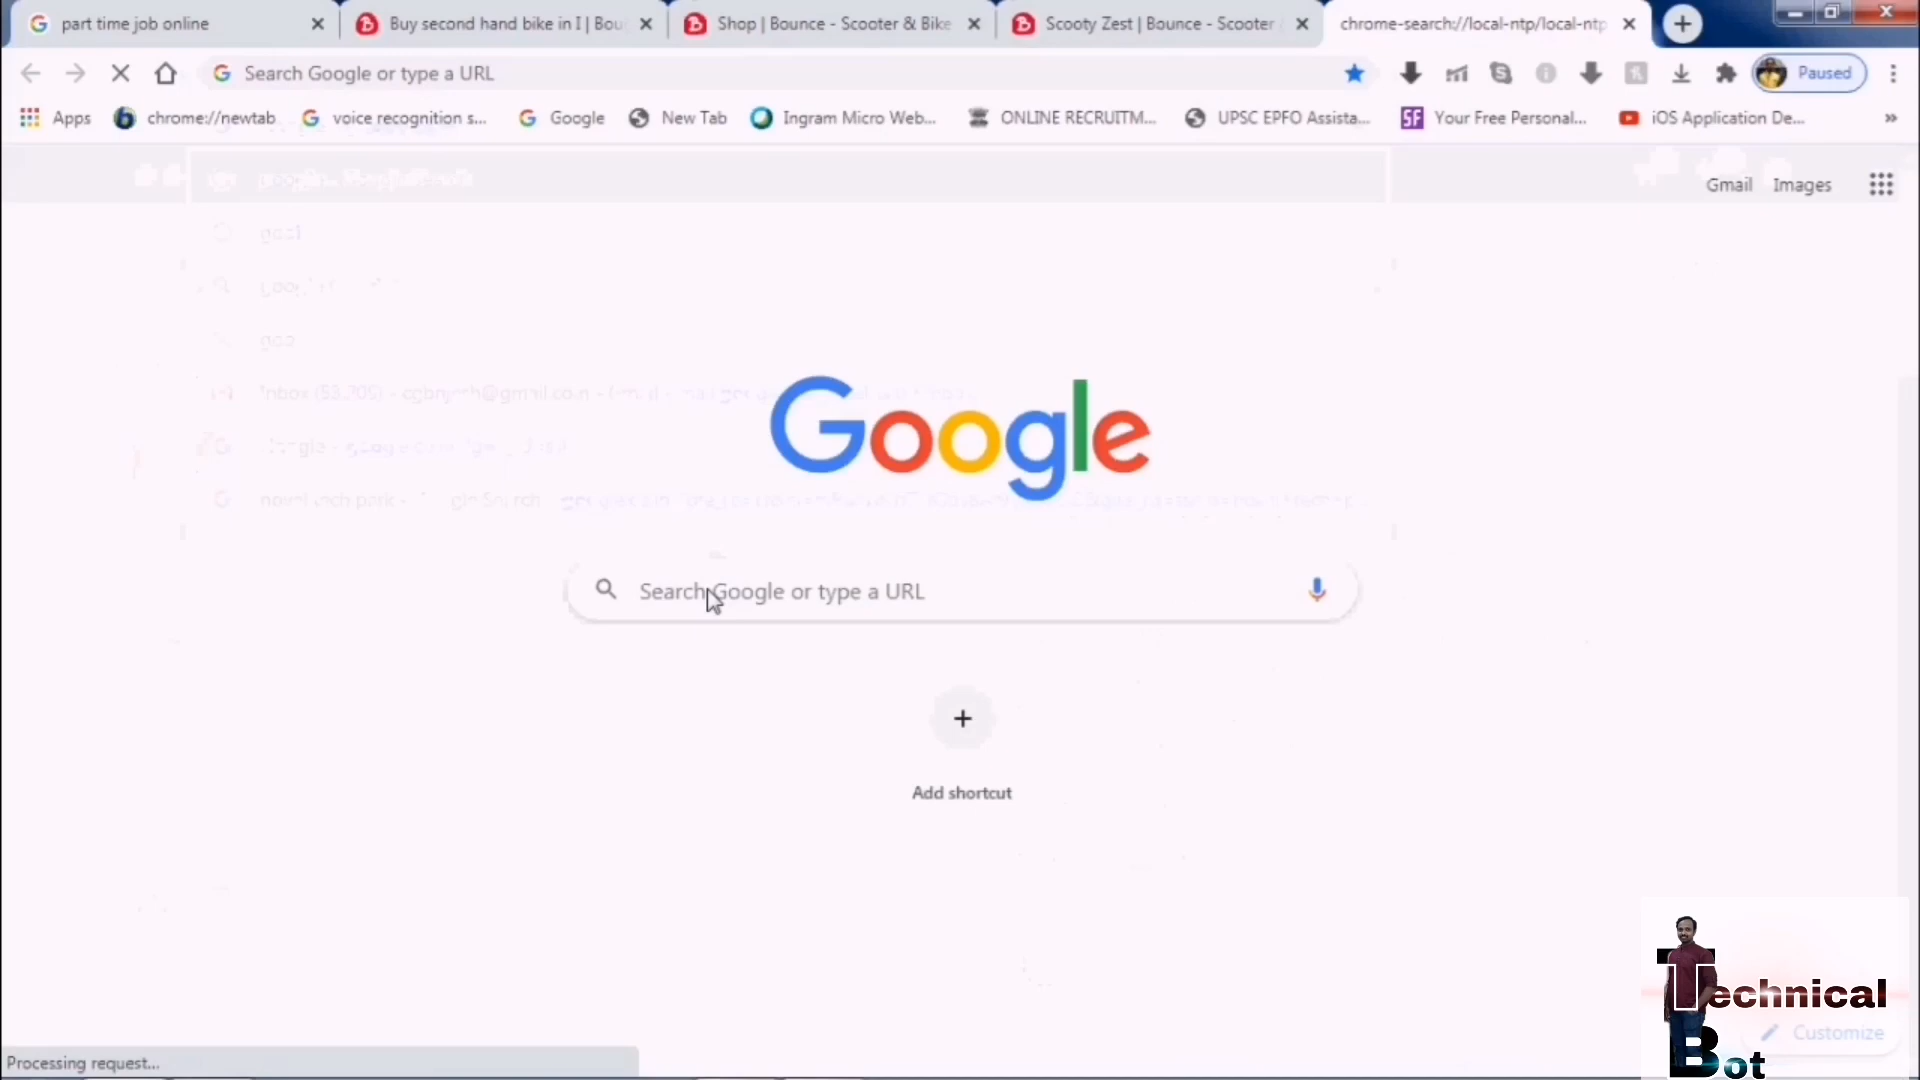 part time job online
Buy second hand bike in I | Bou
Shop | Bounce - Scooter & Bike
Scooty Zest | Bounce - Scooter
chrome-search://local-ntp/local-ntp
Search Google or type a URL
Paused
Apps
chrome://newtab
voice recognition s...
Google
New Tab
Ingram Micro Web...
ONLINE RECRUITM...
UPSC EPFO Assista...
SF
Your Free Personal...
iOS Application De...
»
Gmail
Images
Google
Search Google or type a URL
Add shortcut
Technical
Bot
Customize
Processing request...